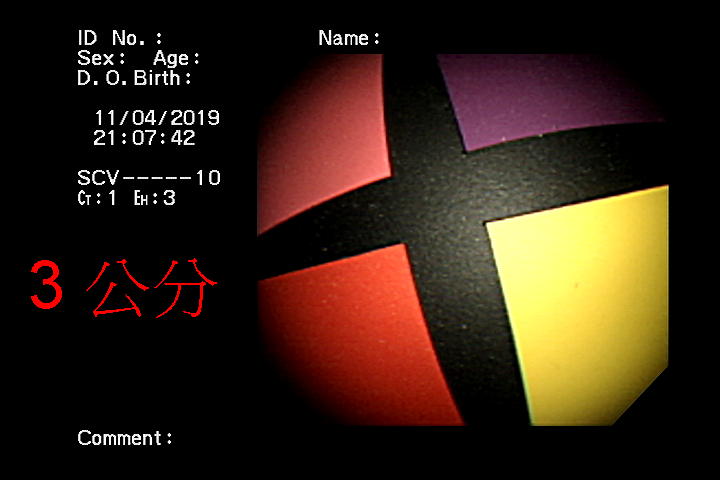 ID No.: Name:
Sex: Age:
D.O.Birth:
11/04/2019
21:07:42
SCV-----10
CT:1 EH:3
3 公分
Comment: